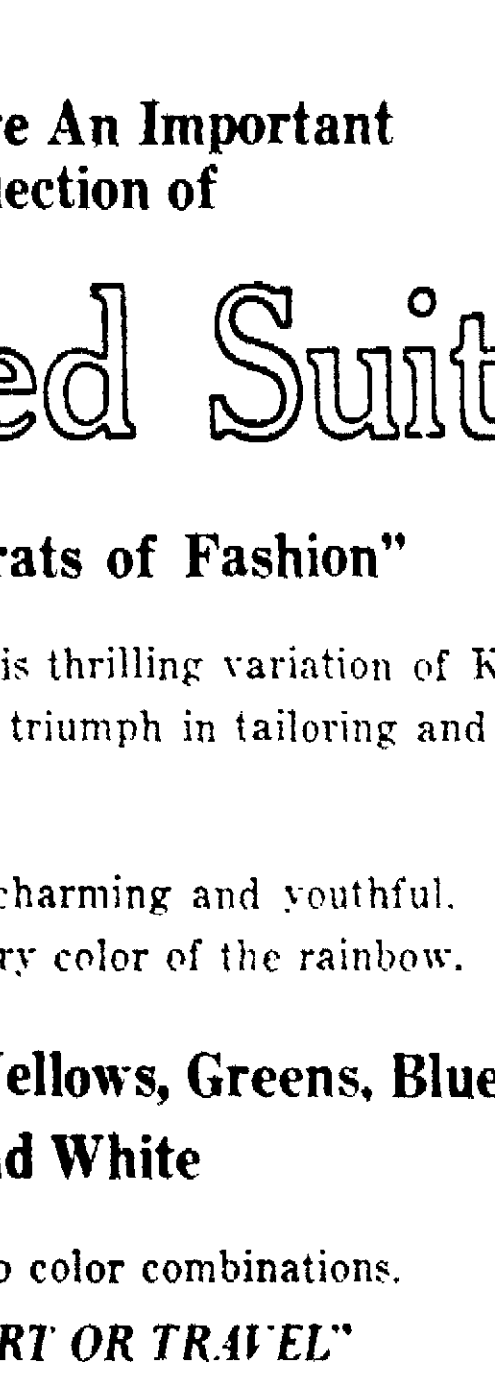 e An Important
ection of
ed Suit
rats of Fashion”
is thrilling variation of K
triumph in tailoring and
charming and youthful.
ry color of the rainbow.
ellows, Greens, Blue
d White
color combinations.
RT OR TRAVEL”